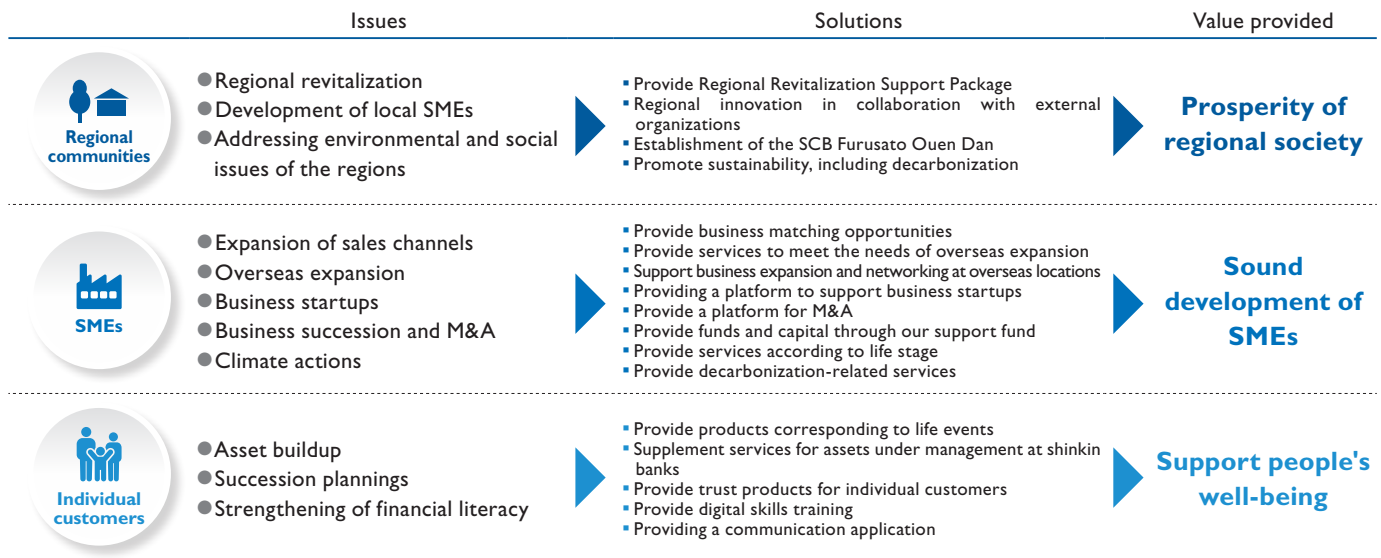 Issues
Solutions
Value provided
Regional
communities
●Regional revitalization
●Development of local SMEs
●Addressing environmental and social
issues of the regions
▪Provide Regional Revitalization Support Package
▪Regional innovation in collaboration with external
organizations
▪Establishment of the SCB Furusato Ouen Dan
▪Promote sustainability, including decarbonization
Prosperity of
regional society
SMEs
●Expansion of sales channels
●Overseas expansion
●Business startups
●Business succession and M&A
●Climate actions
▪Provide business matching opportunities
▪Provide services to meet the needs of overseas expansion
▪Support business expansion and networking at overseas locations
▪Providing a platform to support business startups
▪Provide a platform for M&A
▪Provide funds and capital through our support fund
▪Provide services according to life stage
▪Provide decarbonization-related services
Sound
development of
SMEs
Individual
customers
●Asset buildup
●Succession plannings
●Strengthening of financial literacy
▪Provide products corresponding to life events
▪Supplement services for assets under management at shinkin
banks
▪Provide trust products for individual customers
▪Provide digital skills training
▪Providing a communication application
Support people's
well-being